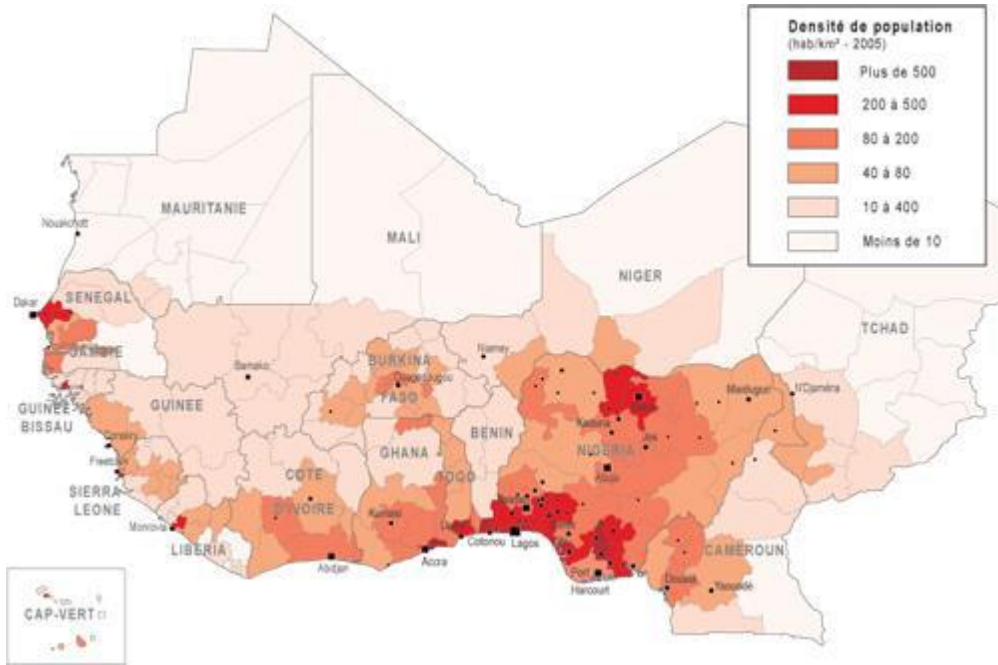 Densité de population
(hab/km² - 2005)
Plus de 500
200 à 500
80 à 200
40 à 80
10 à 400
Moins de 10
MAURITANIE
Nouakchott
MALI
NIGER
TCHAD
Dakar
SENEGAL
GAMBIE
Bamako
BURKINA
Ouagadougou
FASO
Niamey
Maiduguri
N'Djaména
GUINEE
BISSAU
GUINEE
Conakry
Freetown
SIERRA
LEONE
Monrovia
LIBERIA
COTE
D'IVOIRE
Abidjan
GHANA
Kumasi
Accra
TOGO
BENIN
Cotonou
Lagos
Kaduna
Jos
NIGERIA
Abuja
Port
Harcourt
Douala
CAMEROUN
Yaoundé
CAP-VERT